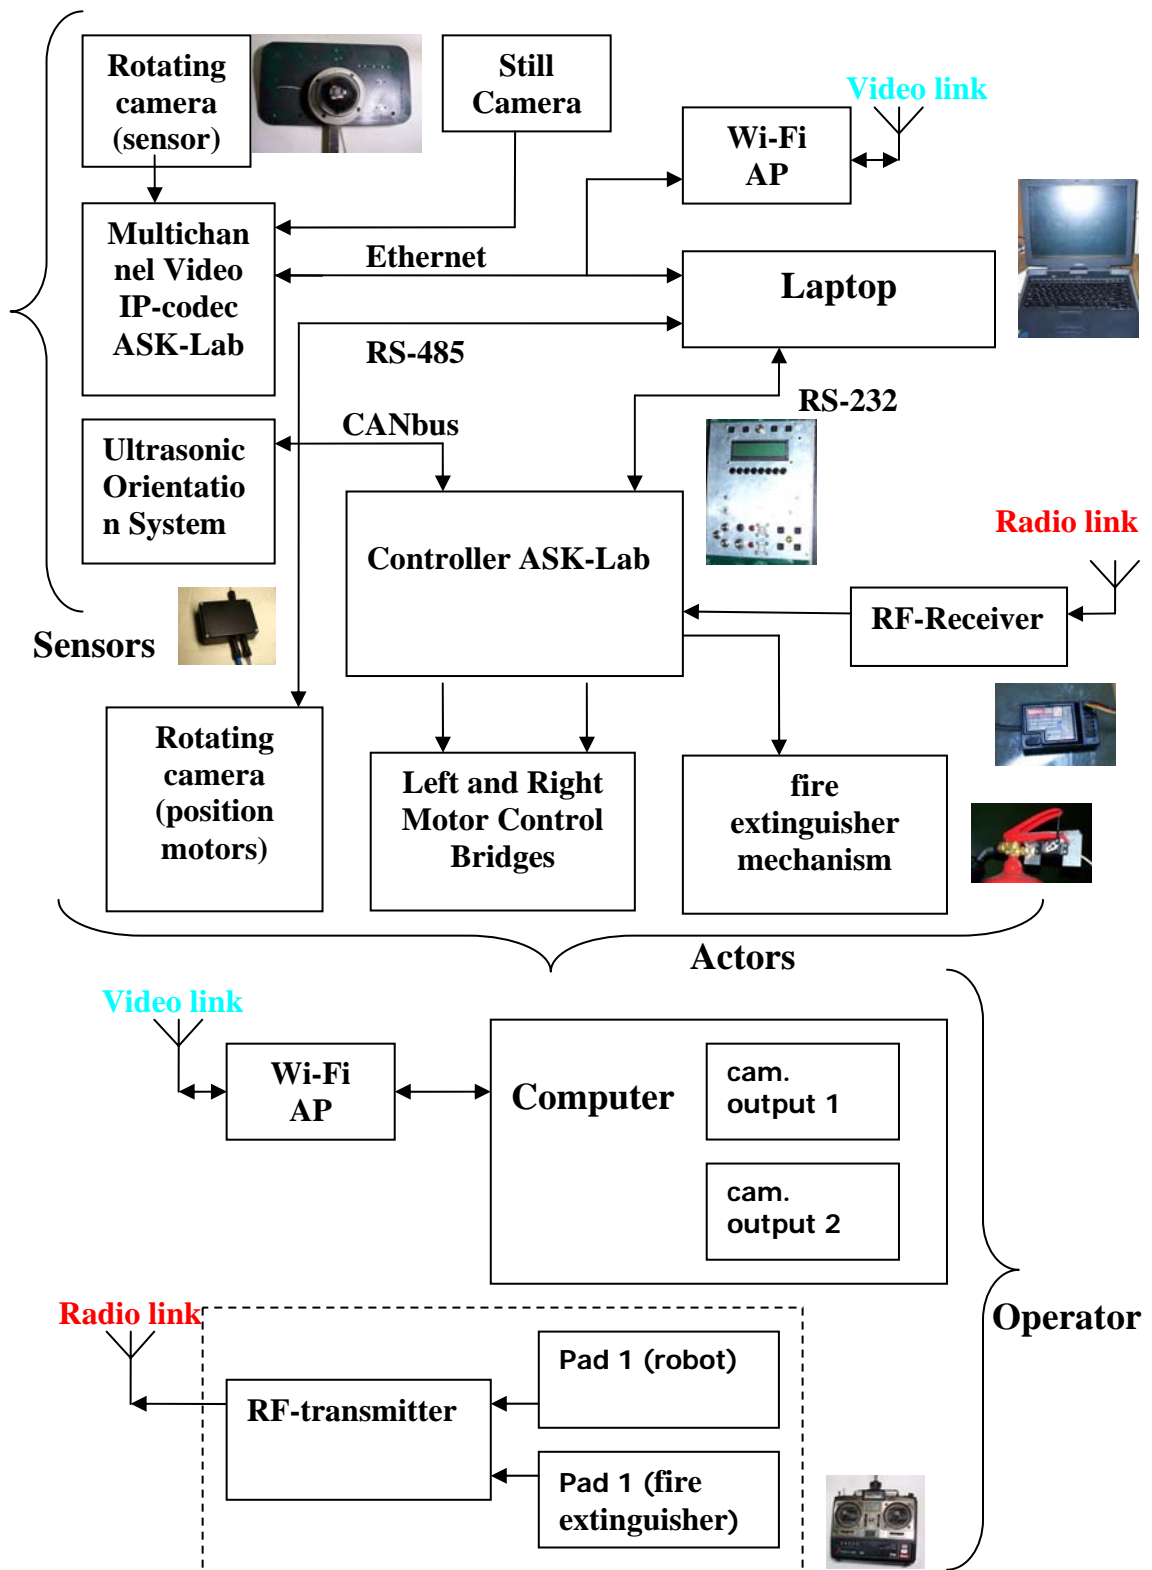 Rotating
camera
(sensor)
Still
Camera
Video link
Wi-Fi
AP
Multichan
nel Video
IP-codec
ASK-Lab
Ethernet
Laptop
RS-485
RS-232
CANbus
Ultrasonic
Orientatio
n System
Controller ASK-Lab
Radio link
RF-Receiver
Sensors
Rotating
camera
(position
motors)
Left and Right
Motor Control
Bridges
fire
extinguisher
mechanism
Actors
Video link
Wi-Fi
AP
Computer
cam.
output 1
cam.
output 2
Operator
Radio link
RF-transmitter
Pad 1 (robot)
Pad 1 (fire
extinguisher)